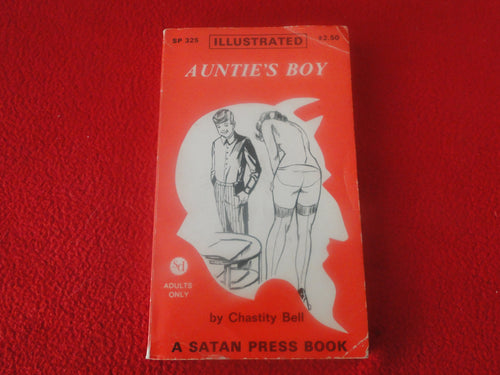 SP 325 ILLUSTRATED $2.50
AUNTIE'S BOY
ADULTS
ONLY
by Chastity Bell
A SATAN PRESS BOOK